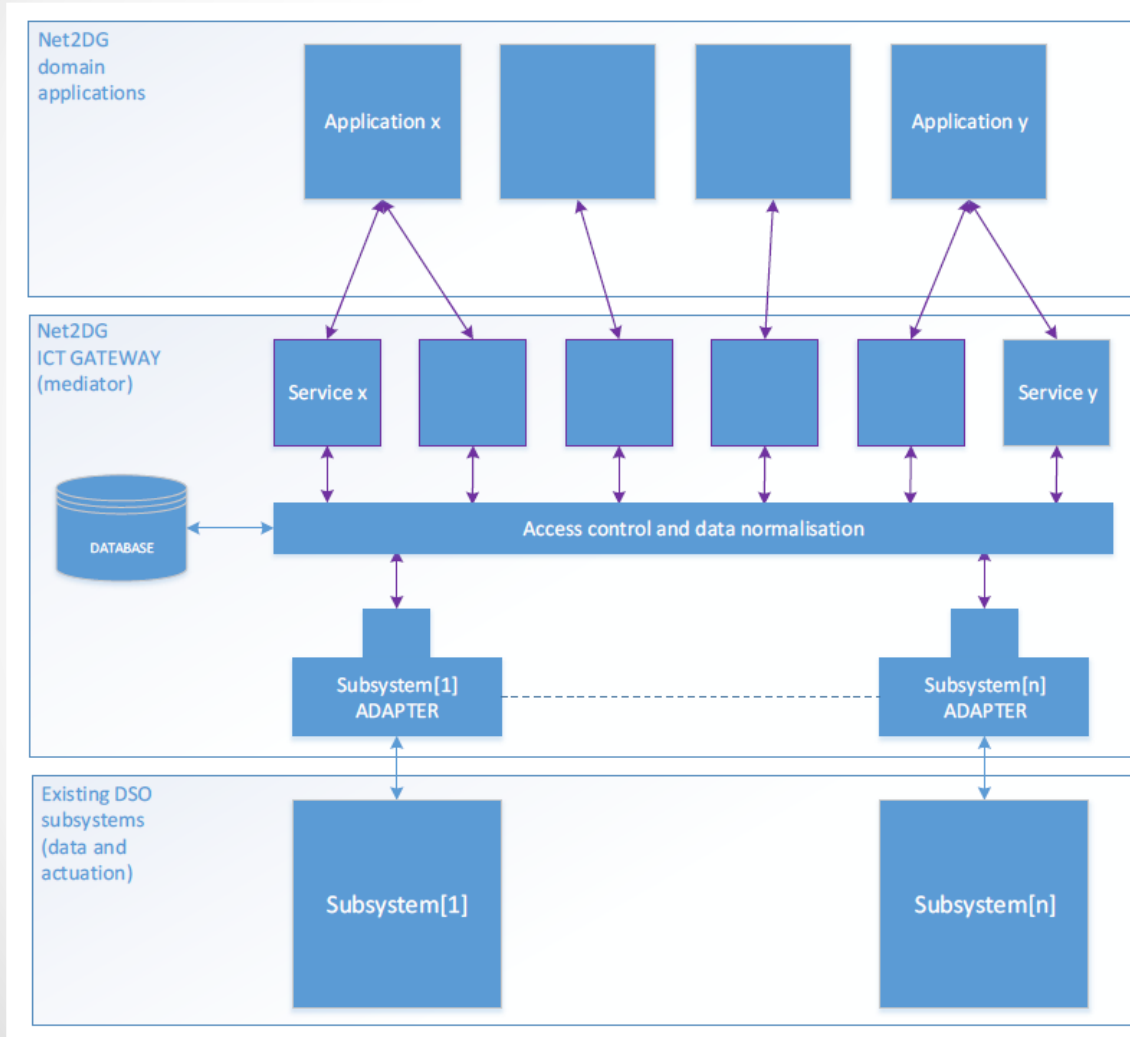 Net2DG
domain
applications
Application x
Application y
Net2DG
ICT GATEWAY
(mediator)
Service x
Service y
DATABASE
Access control and data normalisation
Subsystem[1]
ADAPTER
Subsystem[n]
ADAPTER
Existing DSO
subsystems
(data and
actuation)
Subsystem[1]
Subsystem[n]